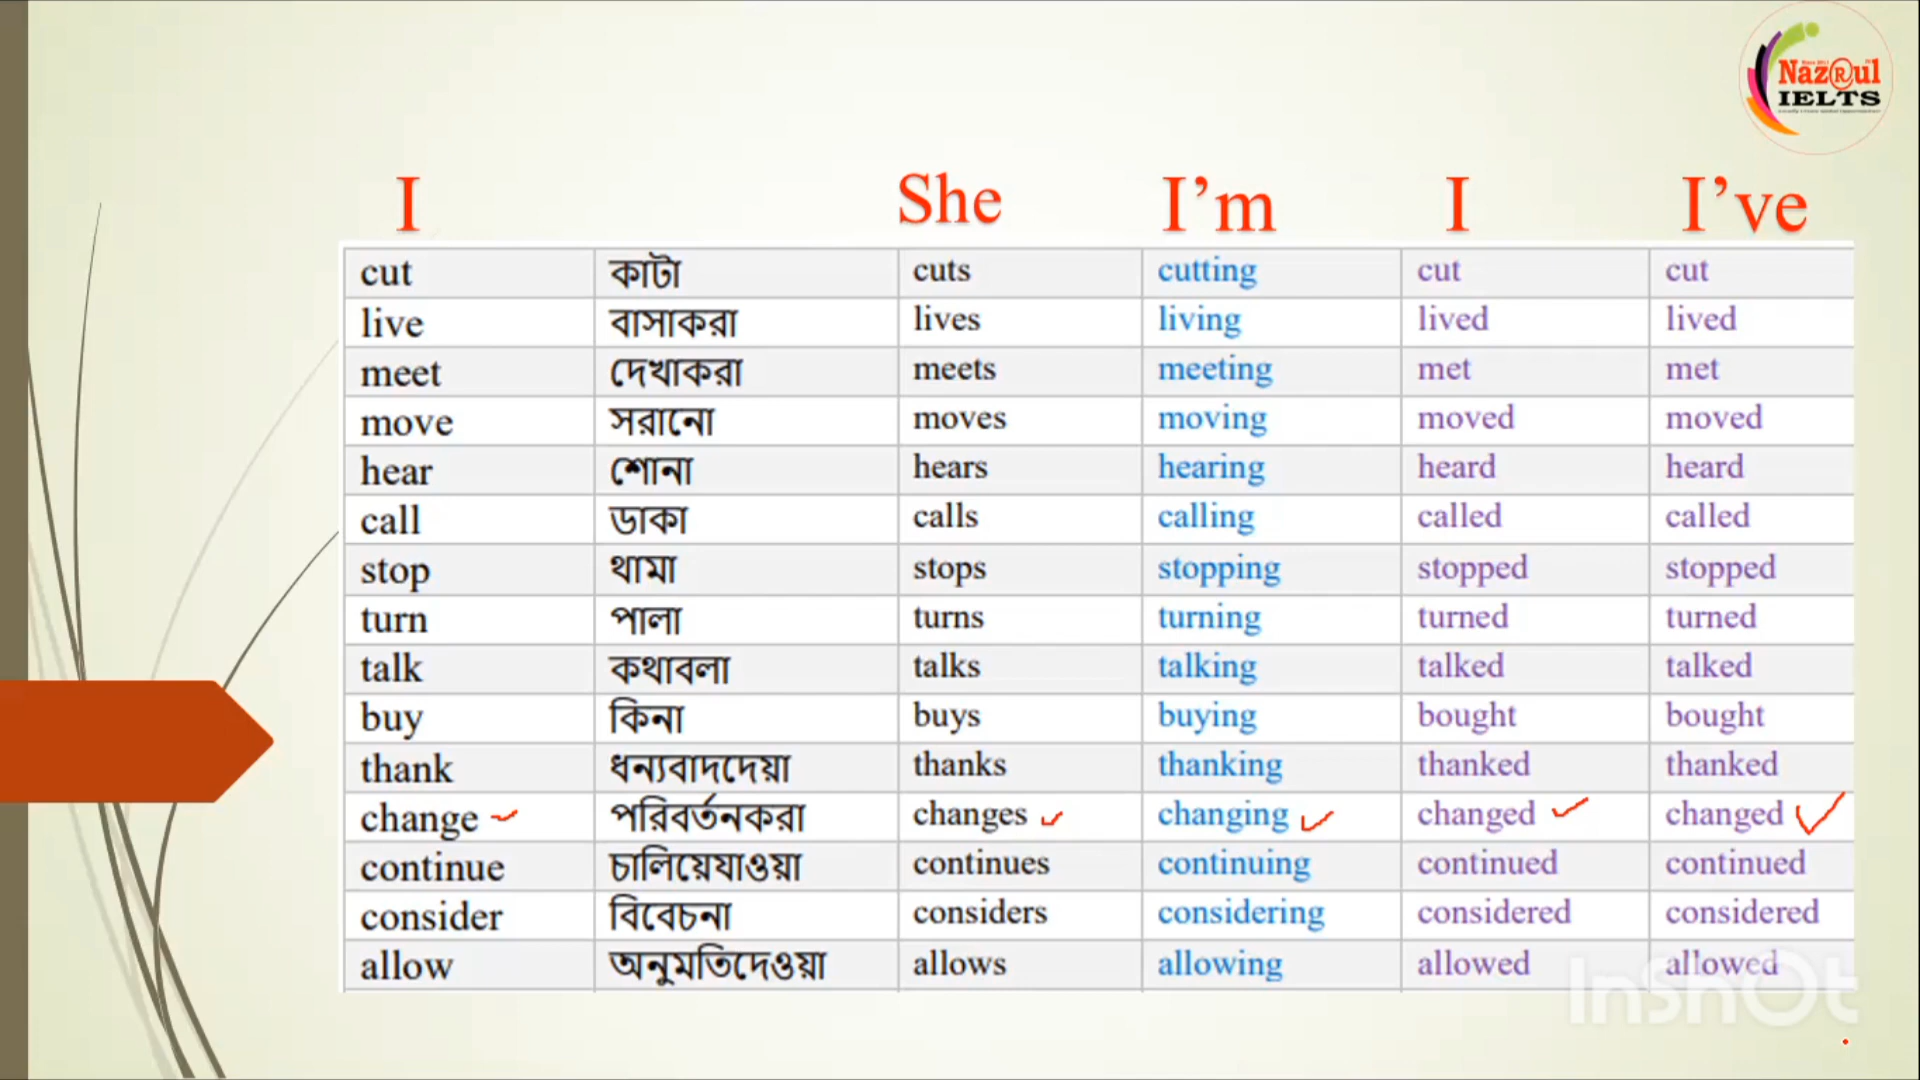 Nazrul
IELTS
I She I'm I I've
cut কাটা cuts cutting cut cut
live বাসাকরা lives living lived lived
meet দেখাকরা meets meeting met met
move সরানো moves moving moved moved
hear শোনা hears hearing heard heard
call ডাকা calls calling called called
stop থামা stops stopping stopped stopped
turn পালা turns turning turned turned
talk কথাবলা talks talking talked talked
buy কিনা buys buying bought bought
thank ধন্যবাদদেয়া thanks thanking thanked thanked
change পরিবর্তনকরা changes changing changed changed
continue চালিয়েযাওয়া continues continuing continued continued
consider বিবেচনা considers considering considered considered
allow অনুমতিদেওয়া allows allowing allowed allowed
InShOt